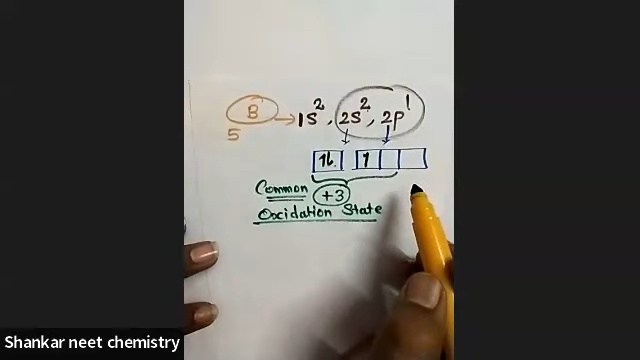 B → 1s², 2s², 2p¹
5
1↓ 1
Common +3
Oxidation State
Shankar neet chemistry